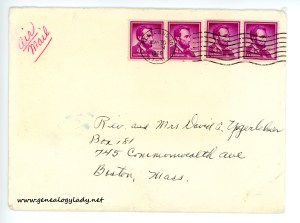 Air
Mail
Rev. and Mrs David S.
Box 181
745 Commonwealth ave
Boston, Mass.
www.genealogylady.net